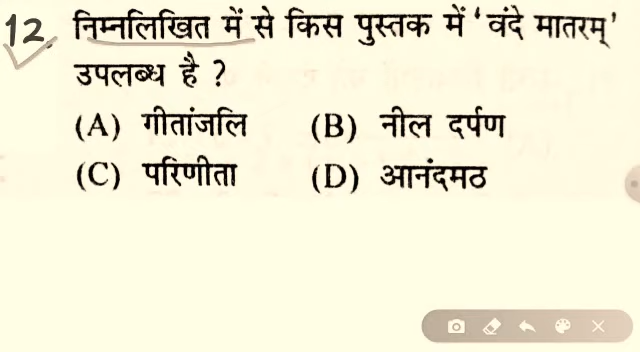 12. निम्नलिखित में से किस पुस्तक में 'वंदे मातरम्'
उपलब्ध है ?
(A) गीतांजलि (B) नील दर्पण
(C) परिणीता (D) आनंदमठ